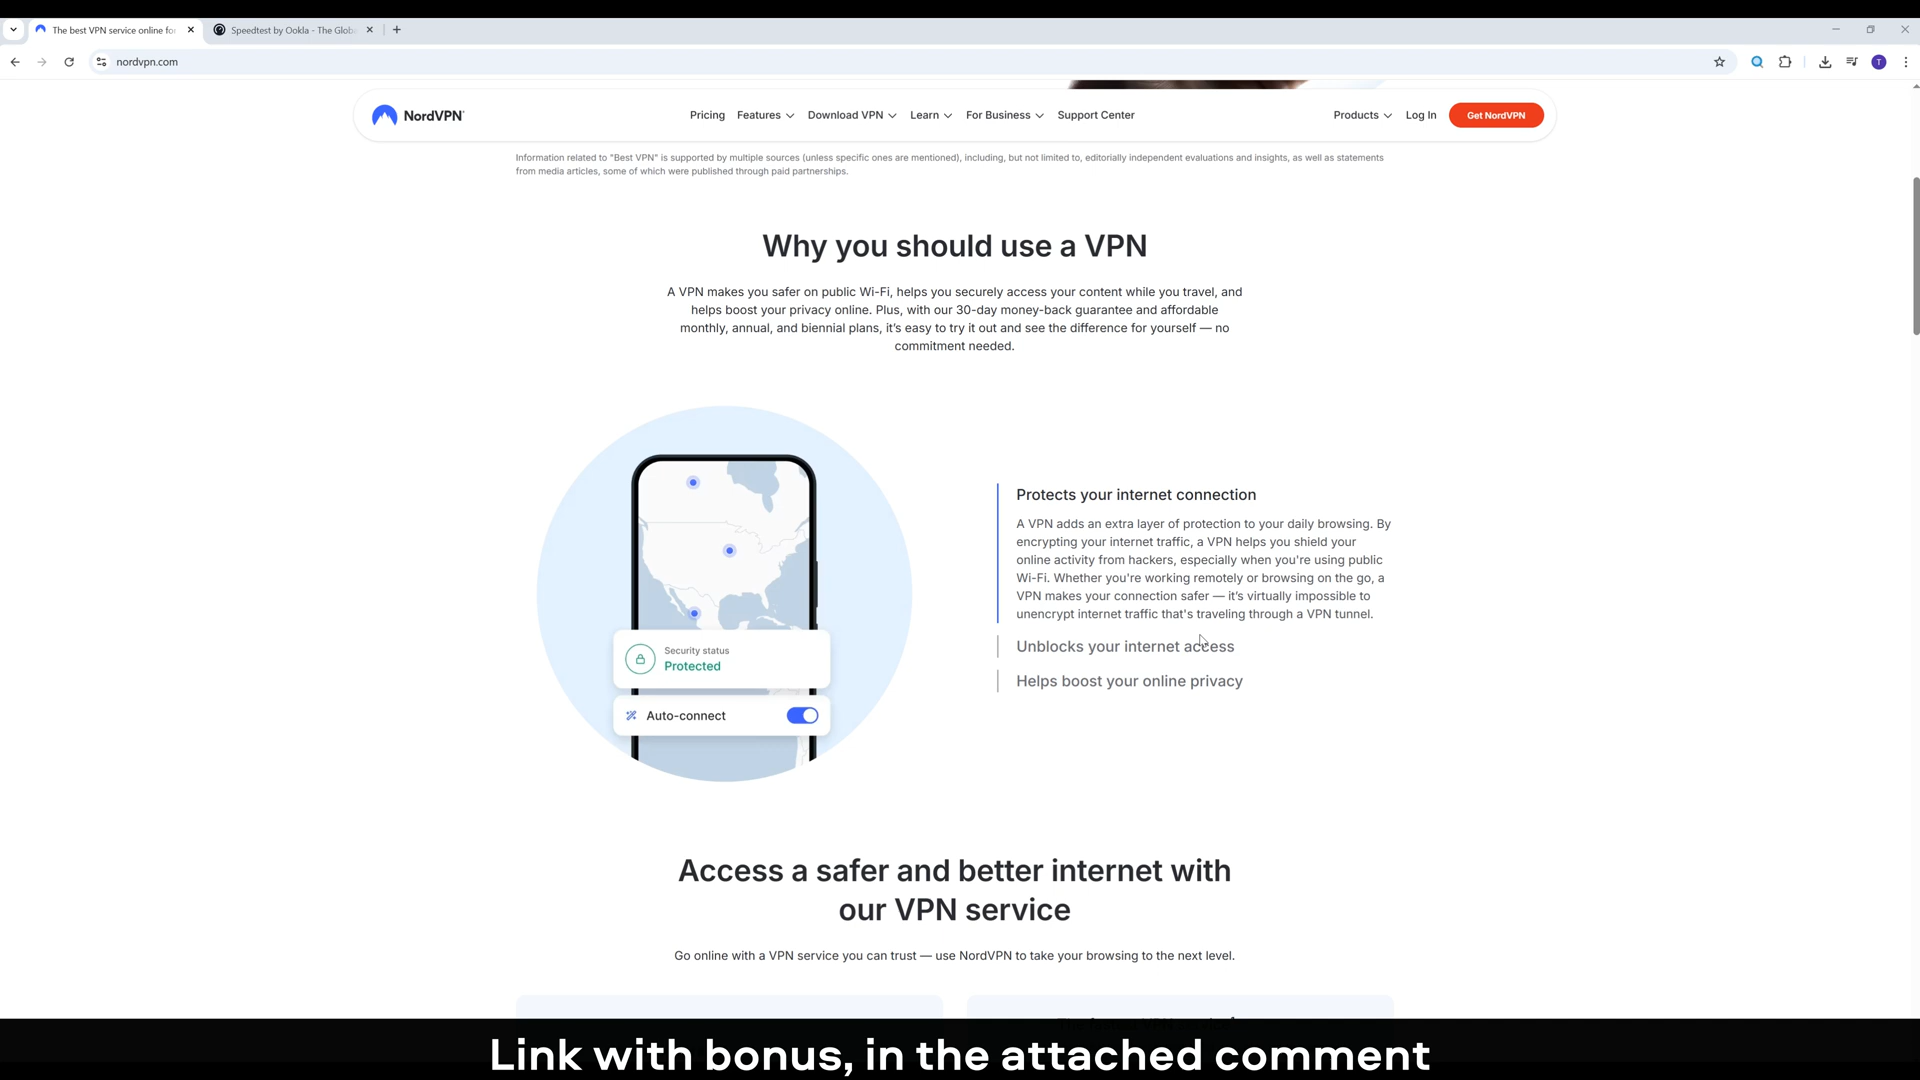 The best VPN service online for
Speedtest by Ookla - The Glob
nordvpn.com
T
NordVPN
Pricing
Features
Download VPN
Learn
For Business
Support Center
Products
Log In
Get NordVPN
Information related to "Best VPN" is supported by multiple sources (unless specific ones are mentioned), including, but not limited to, editorially independent evaluations and insights, as well as statements
from media articles, some of which were published through paid partnerships.
Why you should use a VPN
A VPN makes you safer on public Wi-Fi, helps you securely access your content while you travel, and
helps boost your privacy online. Plus, with our 30-day money-back guarantee and affordable
monthly, annual, and biennial plans, it's easy to try it out and see the difference for yourself — no
commitment needed.
Security status
Protected
Auto-connect
Protects your internet connection
A VPN adds an extra layer of protection to your daily browsing. By
encrypting your internet traffic, a VPN helps you shield your
online activity from hackers, especially when you're using public
Wi-Fi. Whether you're working remotely or browsing on the go, a
VPN makes your connection safer — it's virtually impossible to
unencrypt internet traffic that's traveling through a VPN tunnel.
Unblocks your internet access
Helps boost your online privacy
Access a safer and better internet with
our VPN service
Go online with a VPN service you can trust — use NordVPN to take your browsing to the next level.
Link with bonus, in the attached comment